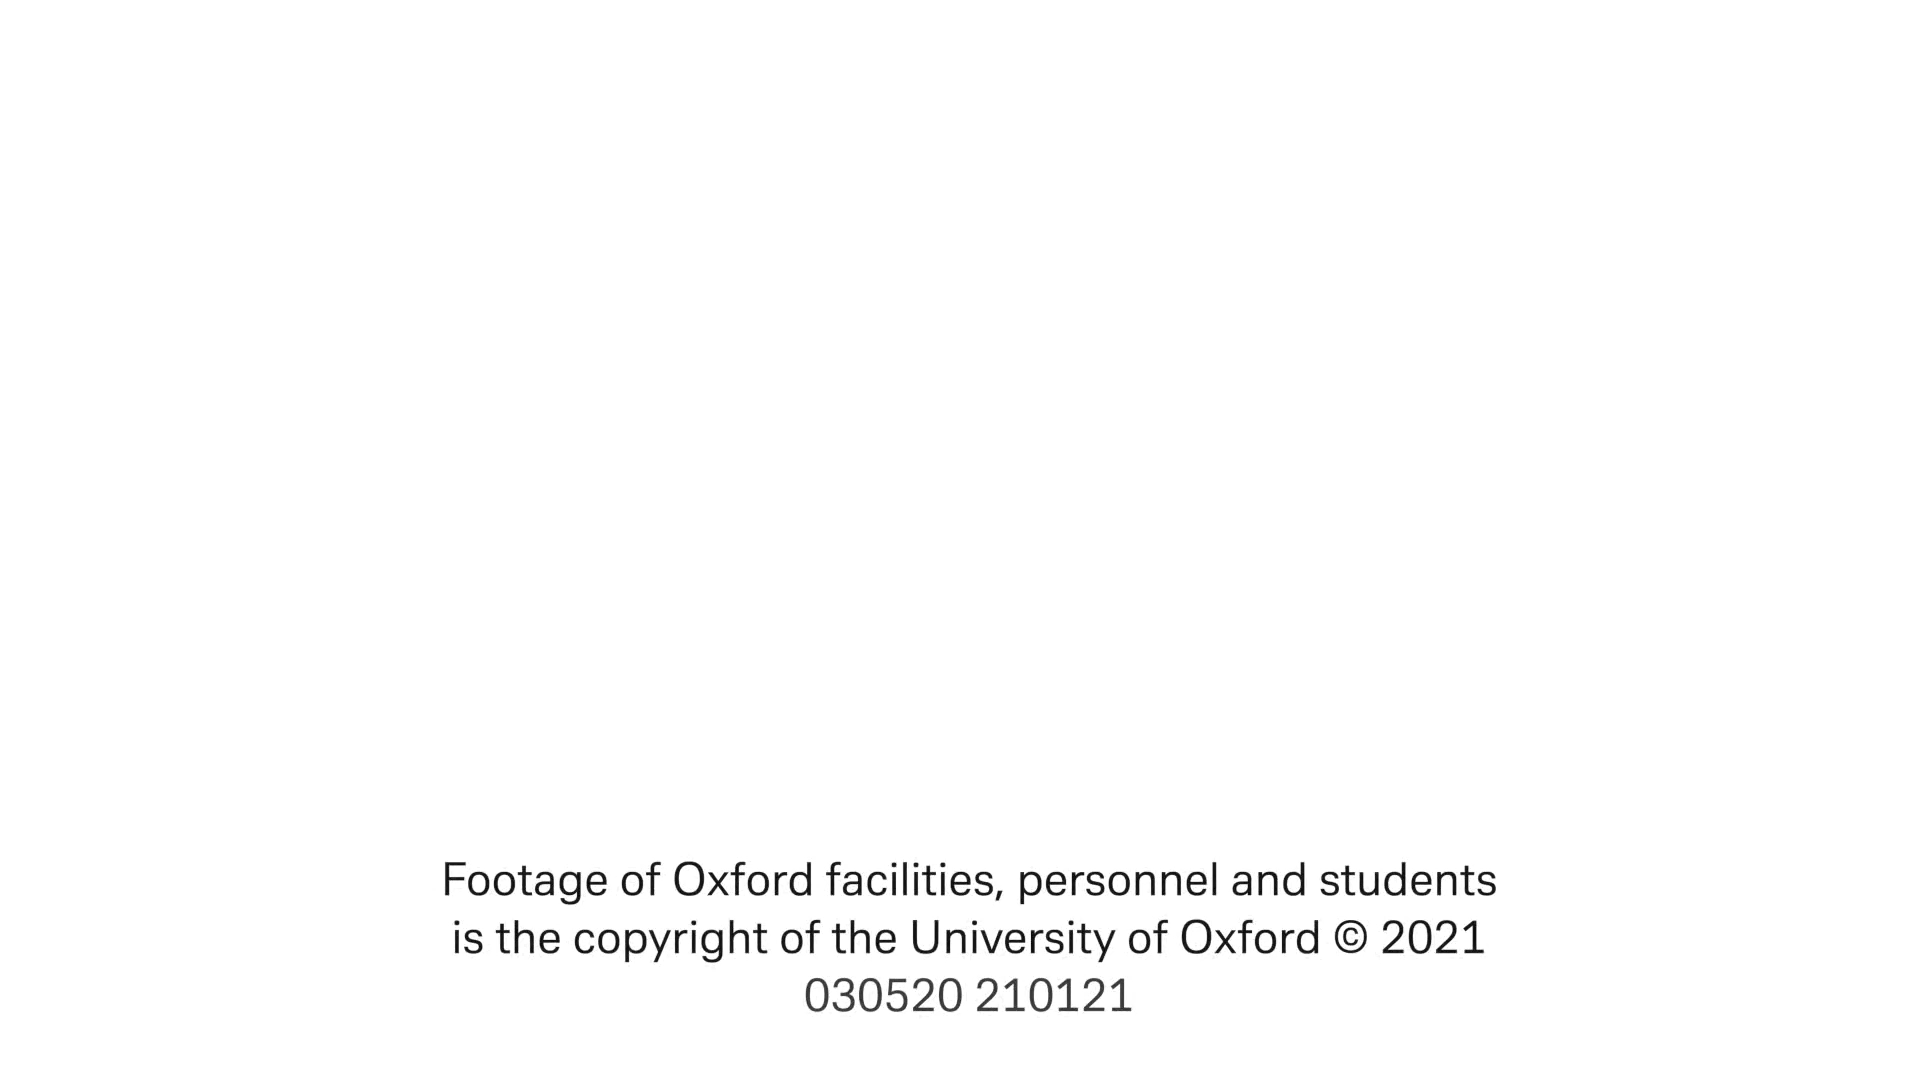 Footage of Oxford facilities, personnel and students
is the copyright of the University of Oxford © 2021
030520 210121